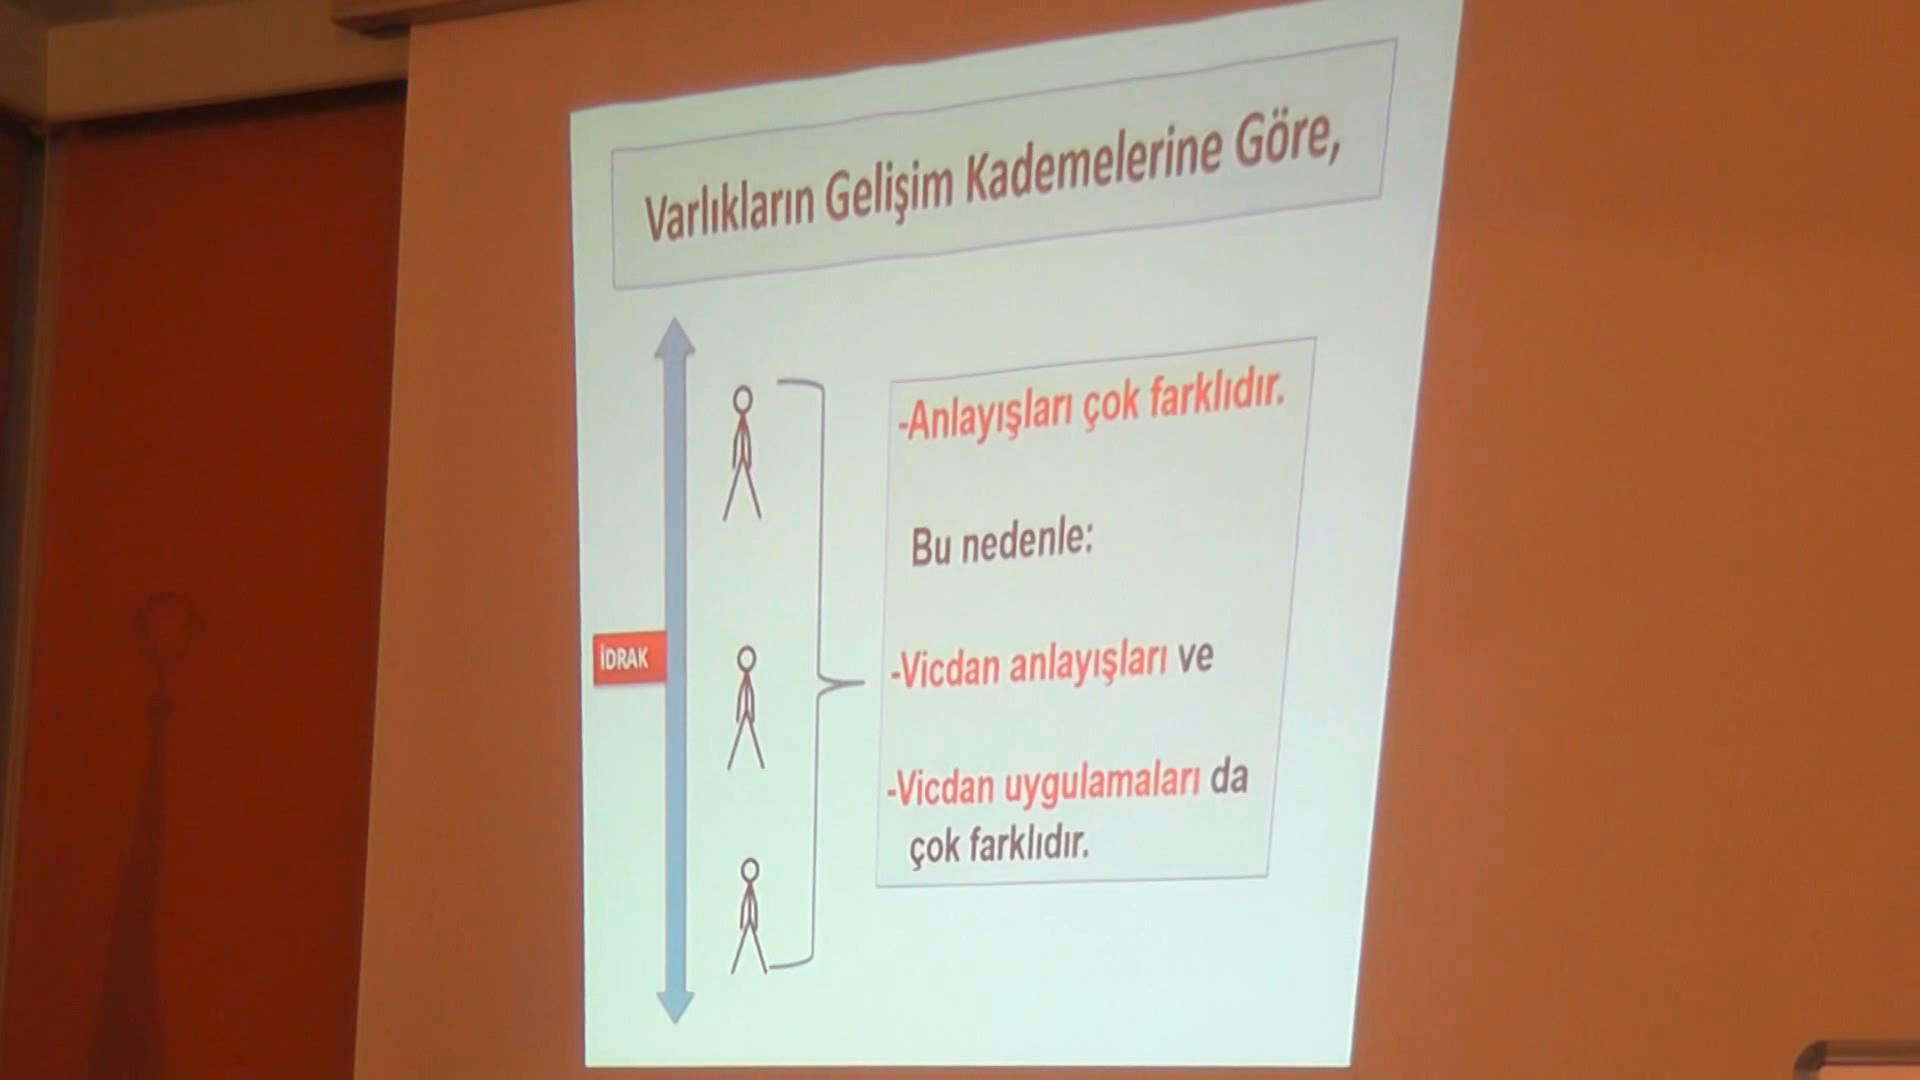 Varlıkların Gelişim Kademelerine Göre,
-Anlayışları çok farklıdır.
Bu nedenle:
İDRAK
-Vicdan anlayışları ve
-Vicdan uygulamaları da
çok farklıdır.